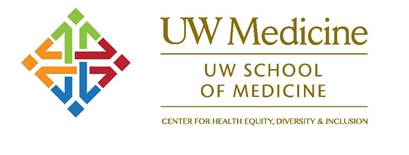 UW Medicine
UW SCHOOL
OF MEDICINE
CENTER FOR HEALTH EQUITY, DIVERSITY & INCLUSION